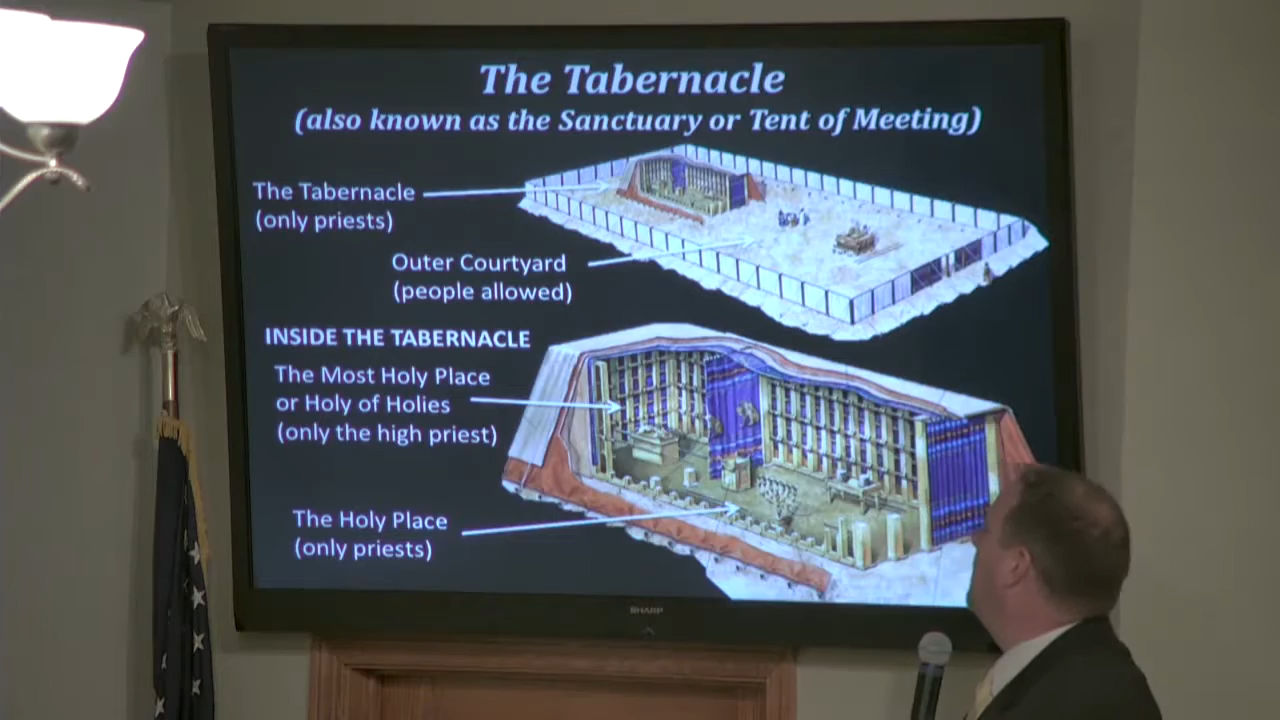 The Tabernacle
(also known as the Sanctuary or Tent of Meeting)
The Tabernacle
(only priests)
Outer Courtyard
(people allowed)
INSIDE THE TABERNACLE
The Most Holy Place
or Holy of Holies
(only the high priest)
The Holy Place
(only priests)
SHARP